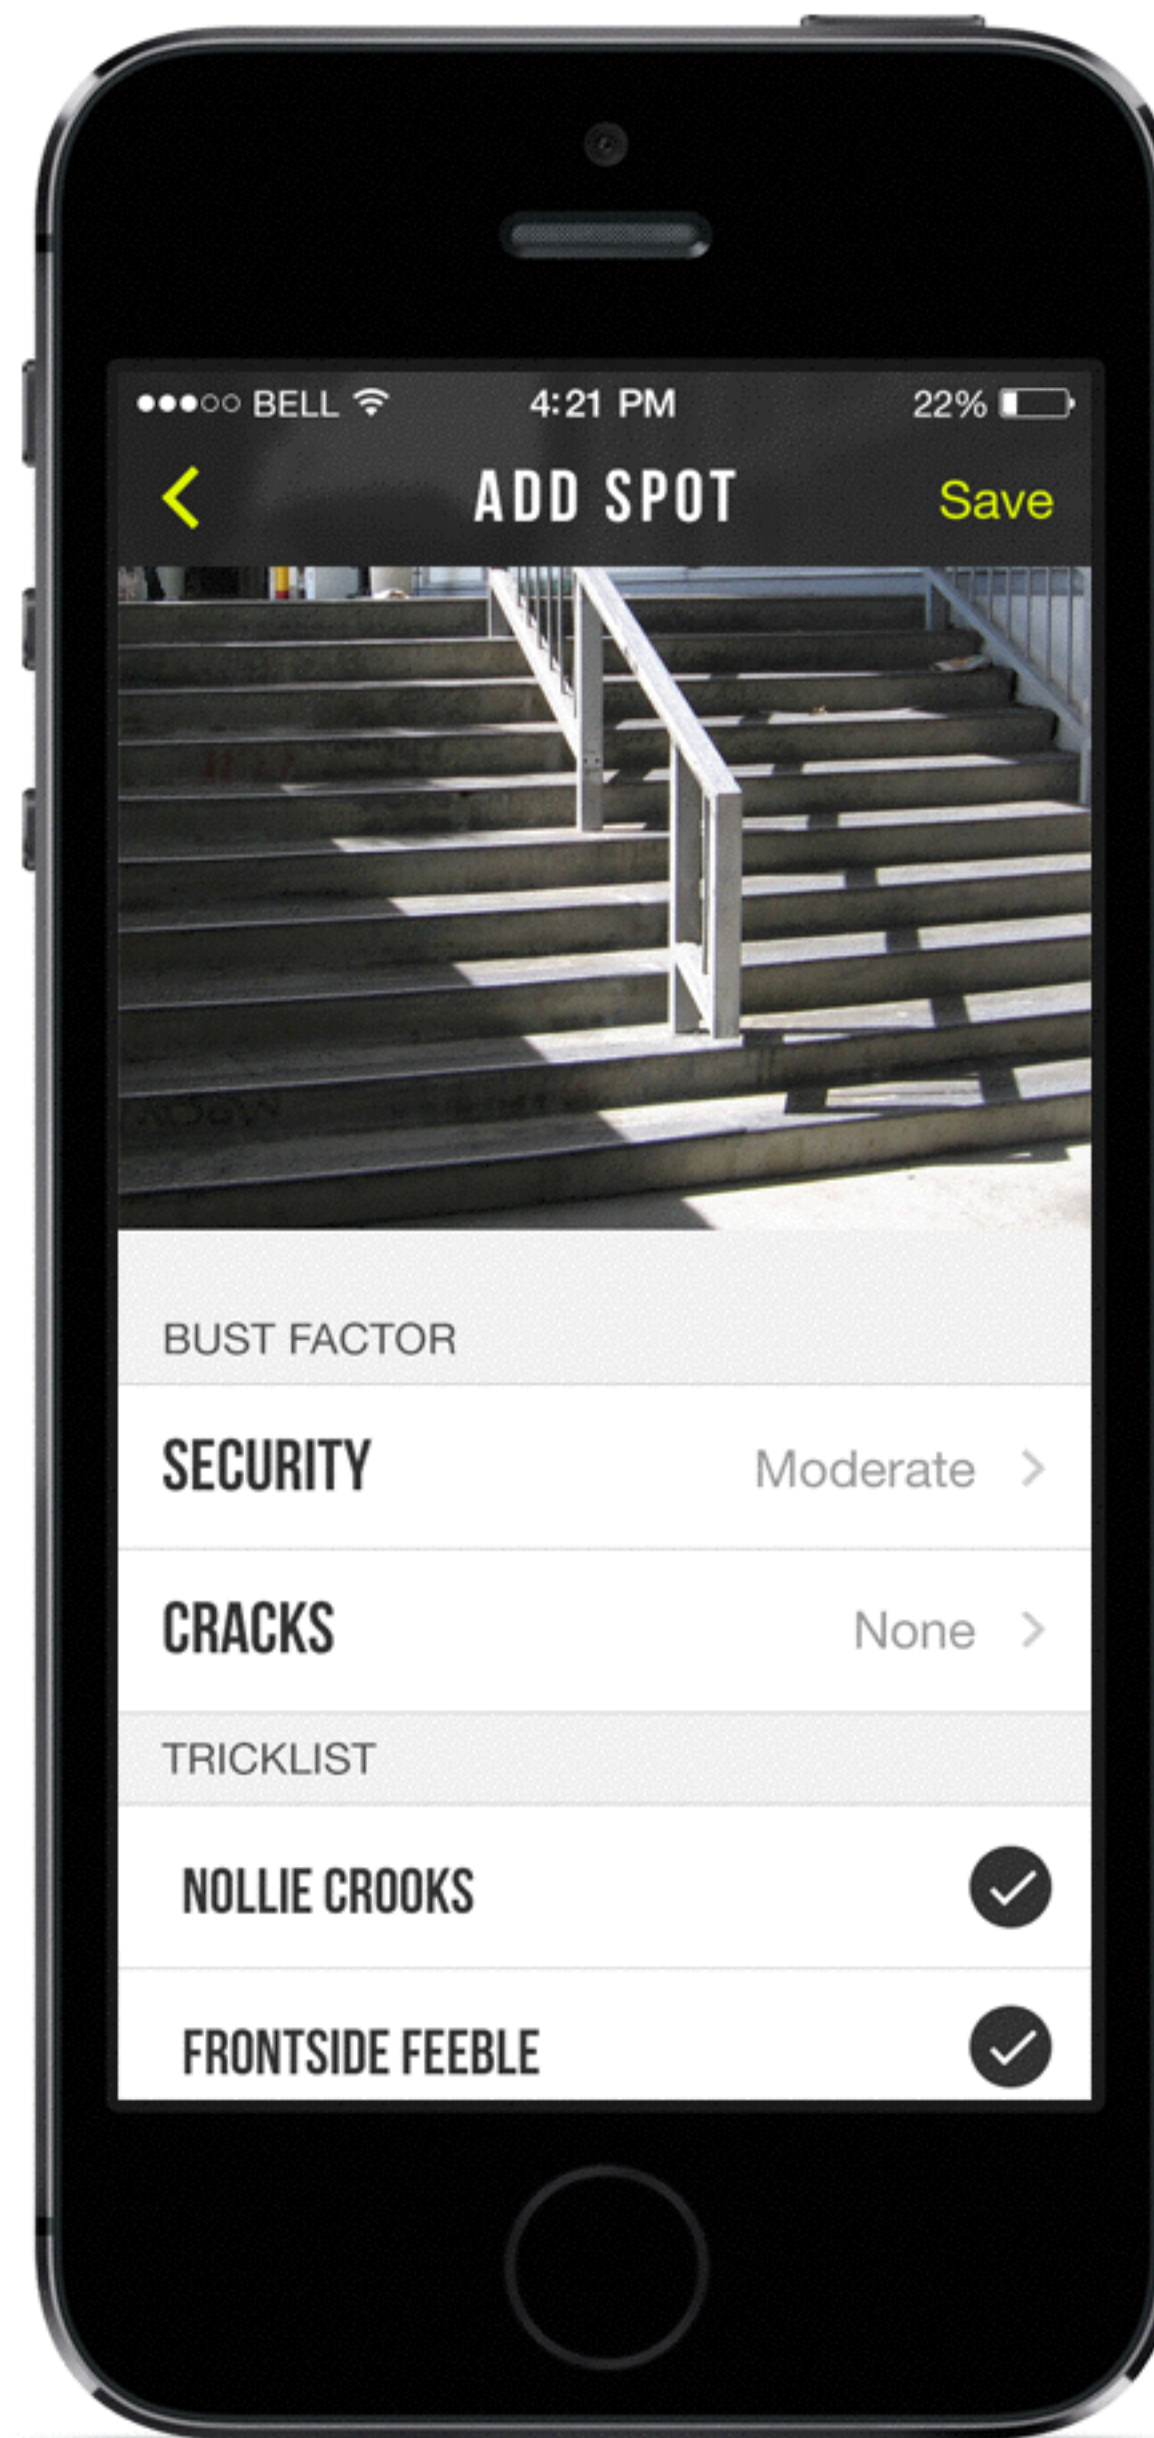 BELL 4:21 PM 22%
ADD SPOT Save
BUST FACTOR
SECURITY Moderate
CRACKS None
TRICKLIST
NOLLIE CROOKS
FRONTSIDE FEEBLE